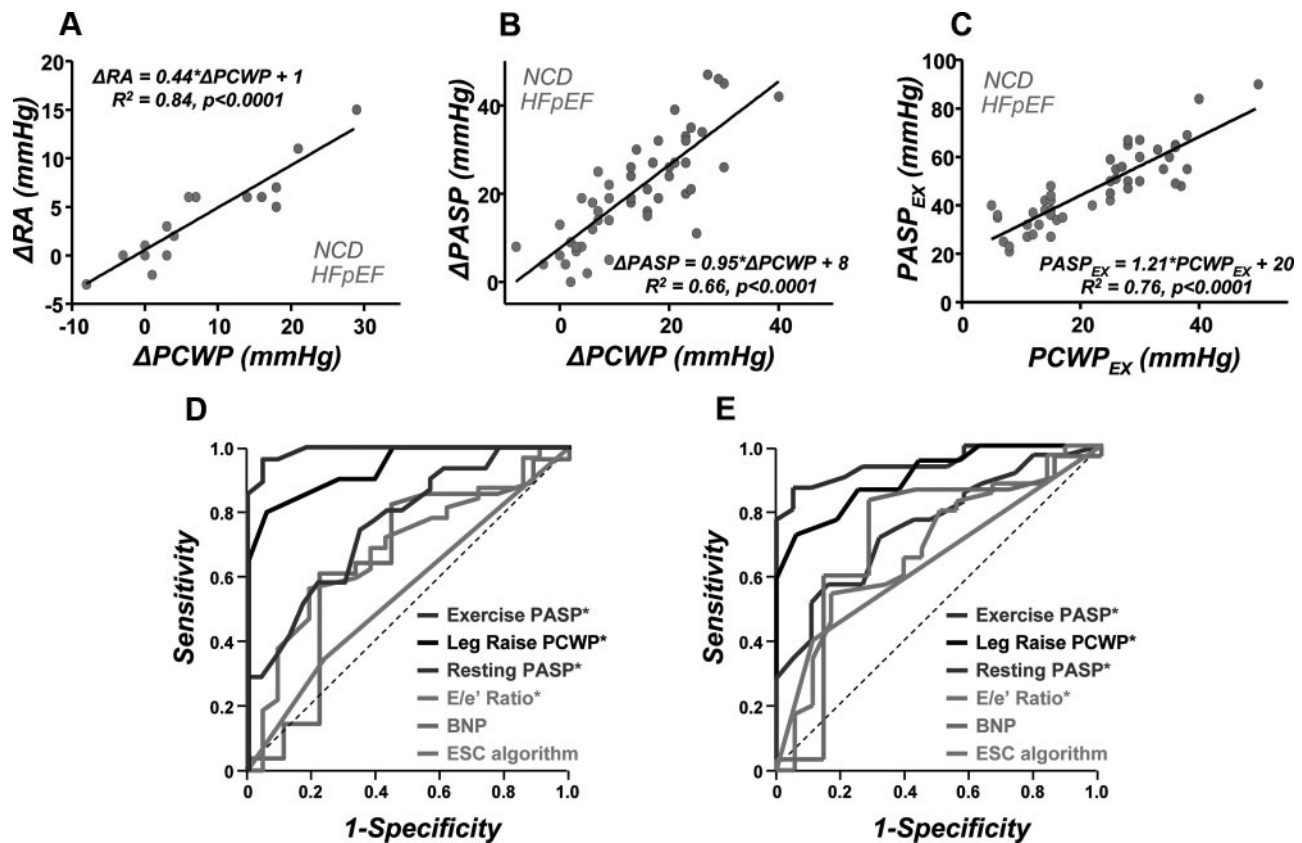 A
20
15
10
5
0
-5
-10
0
10
20
30
ΔRA (mmHg)
ΔPCWP (mmHg)
ΔRA = 0.44*ΔPCWP + 1
R² = 0.84, p<0.0001
NCD
HFpEF
B
40
20
0
0
20
40
ΔPASP (mmHg)
ΔPCWP (mmHg)
NCD
HFpEF
ΔPASP = 0.95*ΔPCWP + 8
R² = 0.66, p<0.0001
C
100
80
60
40
20
0
0
20
40
PASP_EX (mmHg)
PCWP_EX (mmHg)
NCD
HFpEF
PASP_EX = 1.21*PCWP_EX + 20
R² = 0.76, p<0.0001
D
1.0
0.8
0.6
0.4
0.2
0
0
0.2
0.4
0.6
0.8
1.0
Sensitivity
1-Specificity
Exercise PASP*
Leg Raise PCWP*
Resting PASP*
E/e' Ratio*
BNP
ESC algorithm
E
1.0
0.8
0.6
0.4
0.2
0
0
0.2
0.4
0.6
0.8
1.0
Sensitivity
1-Specificity
Exercise PASP*
Leg Raise PCWP*
Resting PASP*
E/e' Ratio*
BNP
ESC algorithm